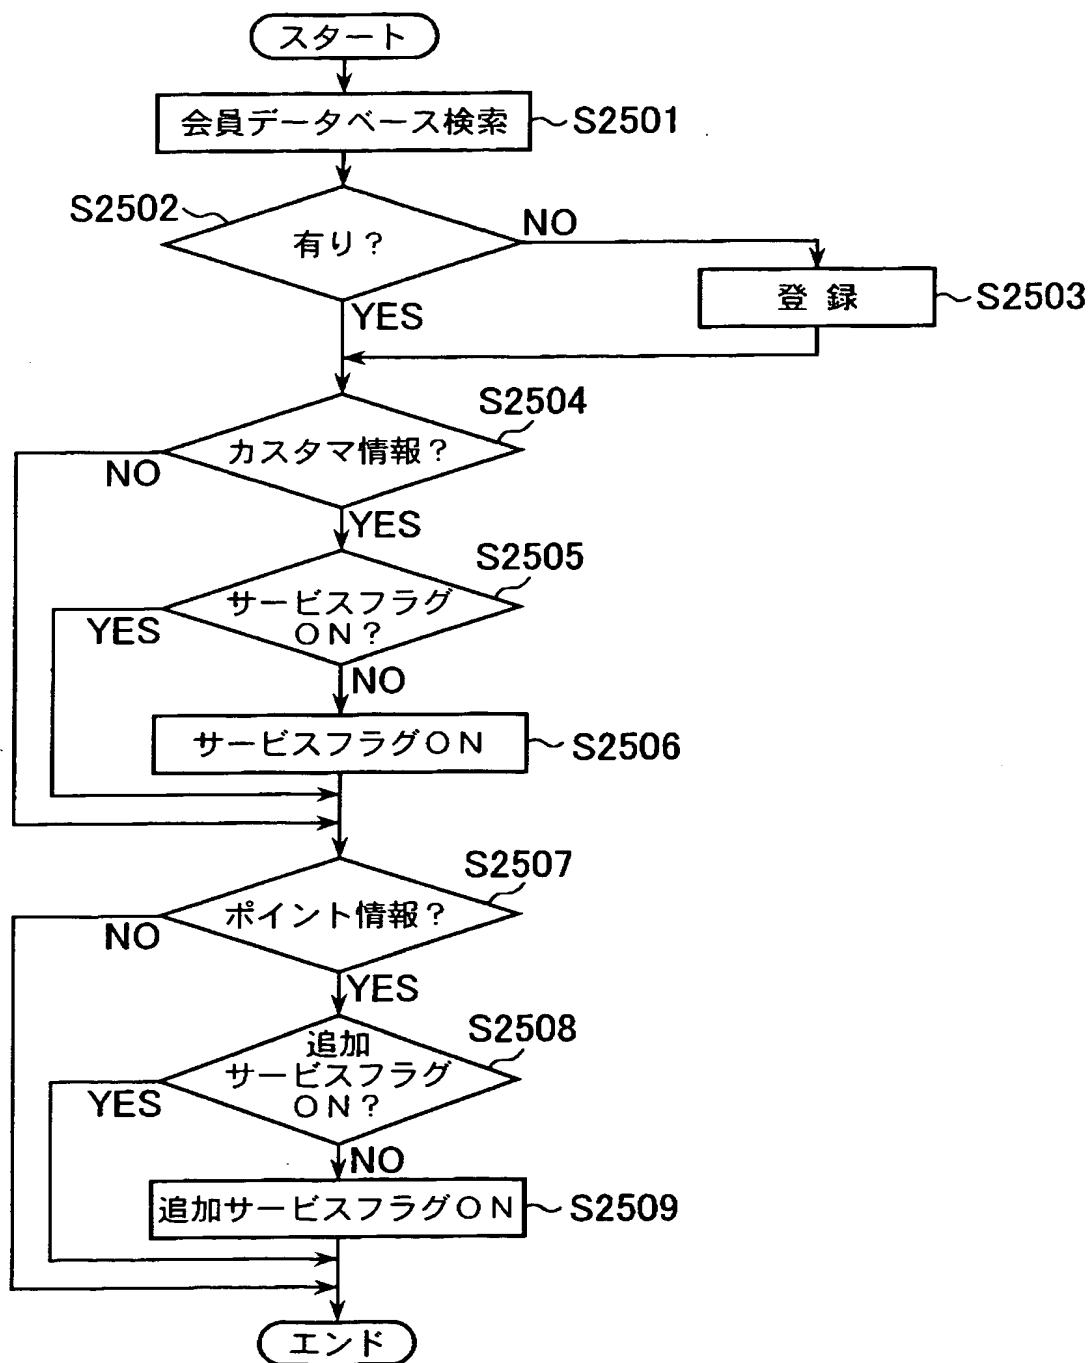 スタート
会員データベース検索
S2501
S2502
有り？
NO
登 録
S2503
YES
S2504
カスタマ情報？
NO
YES
S2505
サービスフラグ
ＯＮ？
YES
NO
サービスフラグＯＮ
S2506
S2507
ポイント情報？
NO
YES
S2508
追加
サービスフラグ
ＯＮ？
YES
NO
追加サービスフラグＯＮ
S2509
エンド